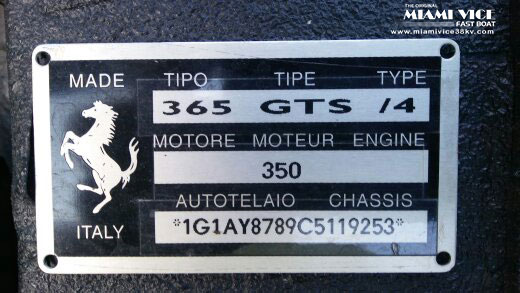 THE ORIGINAL
MIAMI VICE
FAST BOAT
www.miamivice38kv.com
MADE TIPO TIPE TYPE
365 GTS /4
MOTORE MOTEUR ENGINE
350
AUTOTELAIO CHASSIS
*1G1AY8789C5119253*
ITALY